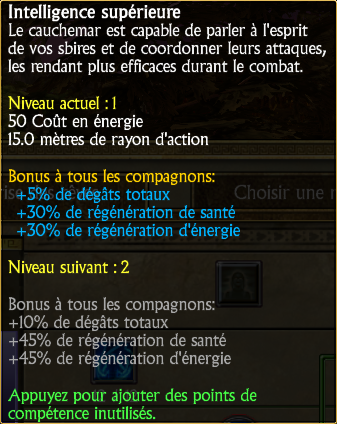 Intelligence supérieure
Le cauchemar est capable de parler à l'esprit
de vos sbires et de coordonner leurs attaques,
les rendant plus efficaces durant le combat.
Niveau actuel : 1
50 Coût en énergie
15.0 mètres de rayon d'action
Bonus à tous les compagnons:
+5% de dégâts totaux
Choisir une
+30% de régénération de santé
+30% de régénération d'énergie
Niveau suivant : 2
Bonus à tous les compagnons:
+10% de dégâts totaux
+45% de régénération de santé
+45% de régénération d'énergie
Appuyez pour ajouter des points de
compétence inutilisés.